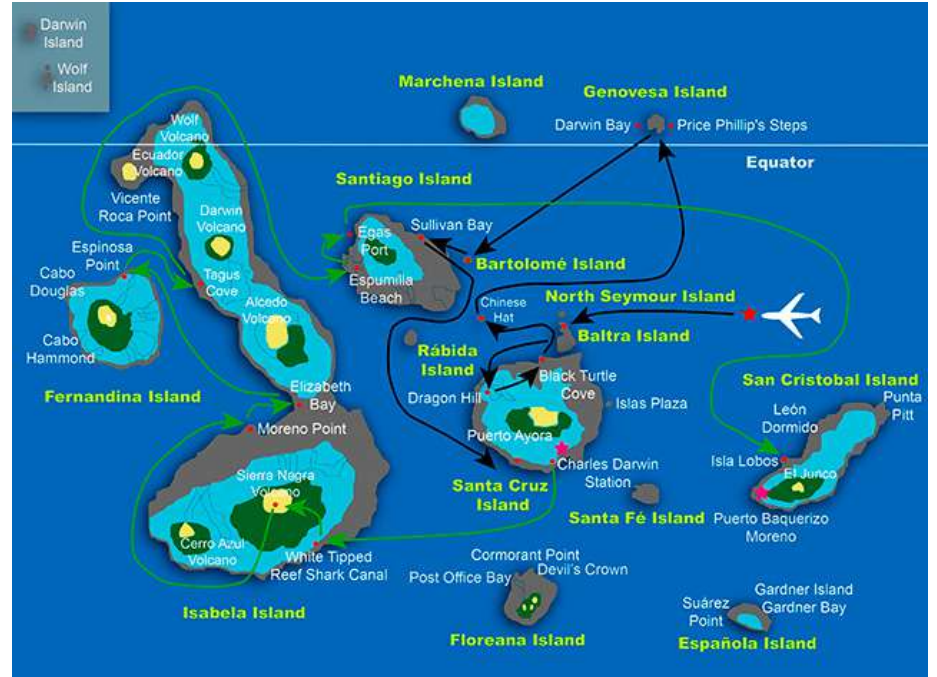 Darwin
Island
Wolf
Island
Marchena Island
Genovesa Island
Darwin Bay
Price Phillip's Steps
Equator
Wolf
Volcano
Ecuador
Volcano
Vicente
Roca Point
Santiago Island
Sullivan Bay
Darwin
Volcano
Egas
Port
Espinosa
Point
Bartolomé Island
Cabo
Douglas
Tagus
Cove
Espumilla
Beach
Alcedo
Volcano
Chinese
Hat
North Seymour Island
Baltra Island
Cabo
Hammond
Rábida
Island
Fernandina Island
Elizabeth
Bay
Dragon Hill
Black Turtle
Cove
Islas Plaza
San Cristobal Island
Punta
Pitt
León
Dormido
Moreno Point
Puerto Ayora
Isla Lobos
El Junco
Charles Darwin
Station
Sierra Negra
Volcano
Santa Cruz
Island
Santa Fé Island
Puerto Baquerizo
Moreno
Cerro Azul
Volcano
White Tipped
Reef Shark Canal
Cormorant Point
Devil's Crown
Post Office Bay
Isabela Island
Floreana Island
Gardner Island
Gardner Bay
Suárez
Point
Española Island